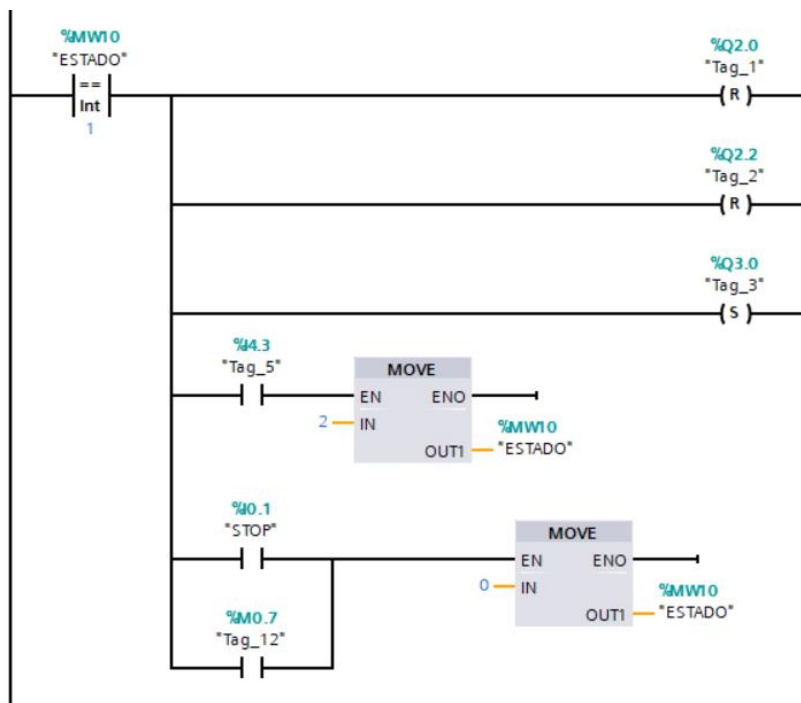 %MW10
"ESTADO"
==
Int
1
%Q2.0
"Tag_1"
R
%Q2.2
"Tag_2"
R
%Q3.0
"Tag_3"
S
%I4.3
"Tag_5"
MOVE
EN ENO
2 IN
%MW10
OUT1 "ESTADO"
%I0.1
"STOP"
MOVE
EN ENO
0 IN
%MW10
OUT1 "ESTADO"
%M0.7
"Tag_12"